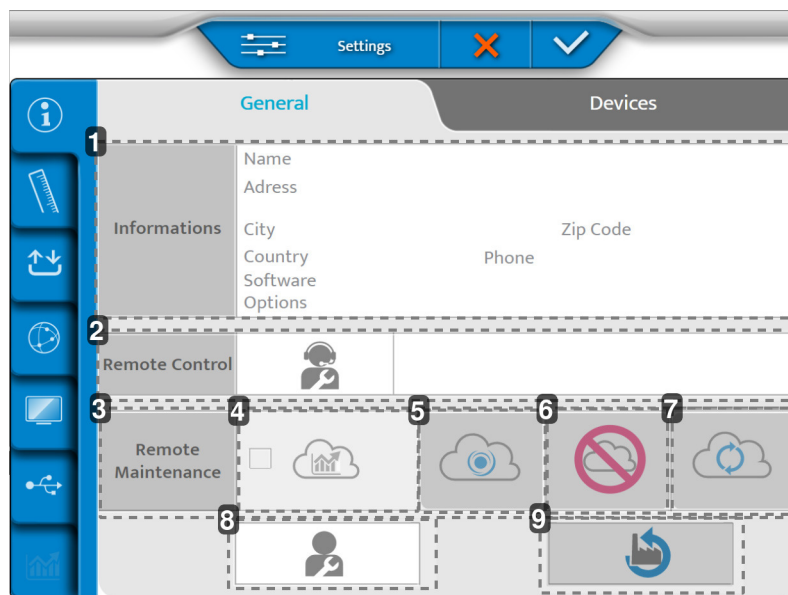 Settings
General
Devices
1
Informations
Name
Adress
City
Zip Code
Country
Phone
Software
Options
2
Remote Control
3
4
5
6
7
Remote
Maintenance
8
9